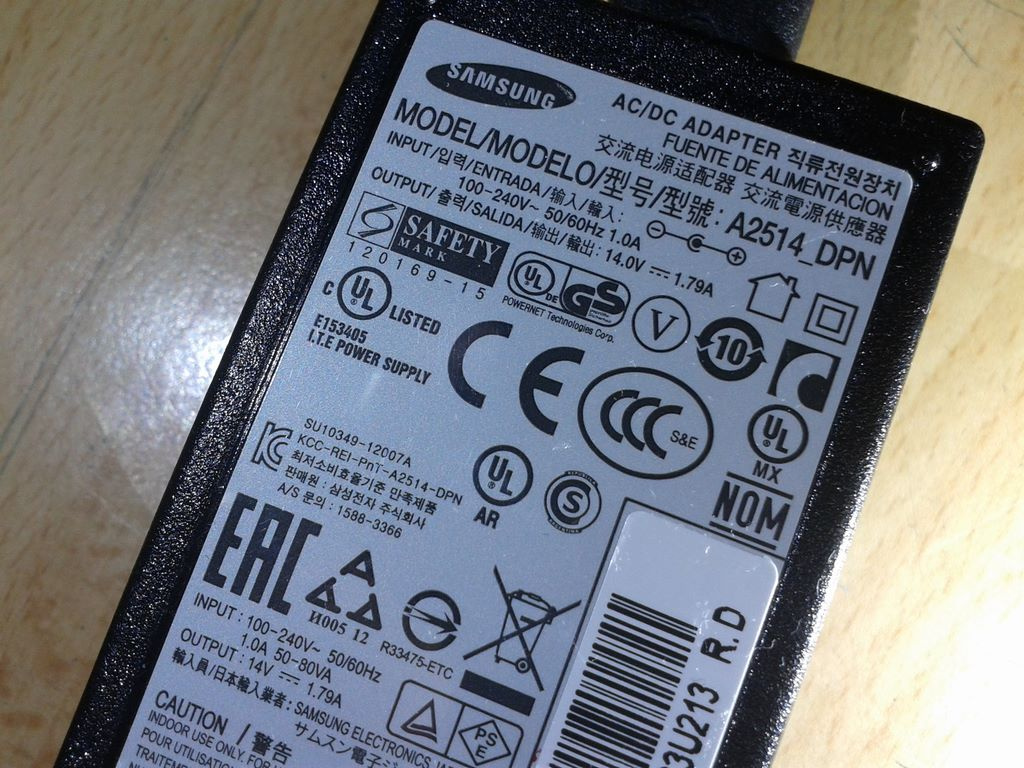 SAMSUNG
AC/DC ADAPTER 직류전원장치
FUENTE DE ALIMENTACION
交流电源适配器 交流電源供應器
MODEL/MODELO/型号/型號: A2514_DPN
INPUT/입력/ENTRADA/输入/輸入:
100-240V~ 50/60Hz 1.0A
OUTPUT/출력/SALIDA/输出/輸出: 14.0V ⎓ 1.79A
S SAFETY
MARK
120169-15
UL DE GS
POWERNET Technologies Corp.
V
10
c UL LISTED
E153405
I.T.E POWER SUPPLY
CE
CCC S&E
UL
MX
NOM
SU10349-12007A
KCC-REI-PnT-A2514-DPN
최저소비효율기준 만족제품
판매원 : 삼성전자 주식회사
A/S 문의 : 1588-3366
UL
AR
S
EAC
И005 12
R33475-ETC
INPUT : 100-240V~ 50/60Hz
1.0A 50-80VA
OUTPUT : 14V ⎓ 1.79A
輸入員/日本輸入業者: SAMSUNG ELECTRONICS
サムスン電子
PSE
CAUTION / 警告
INDOOR USE ONLY.
POUR UTILISATION
3U213 R.D